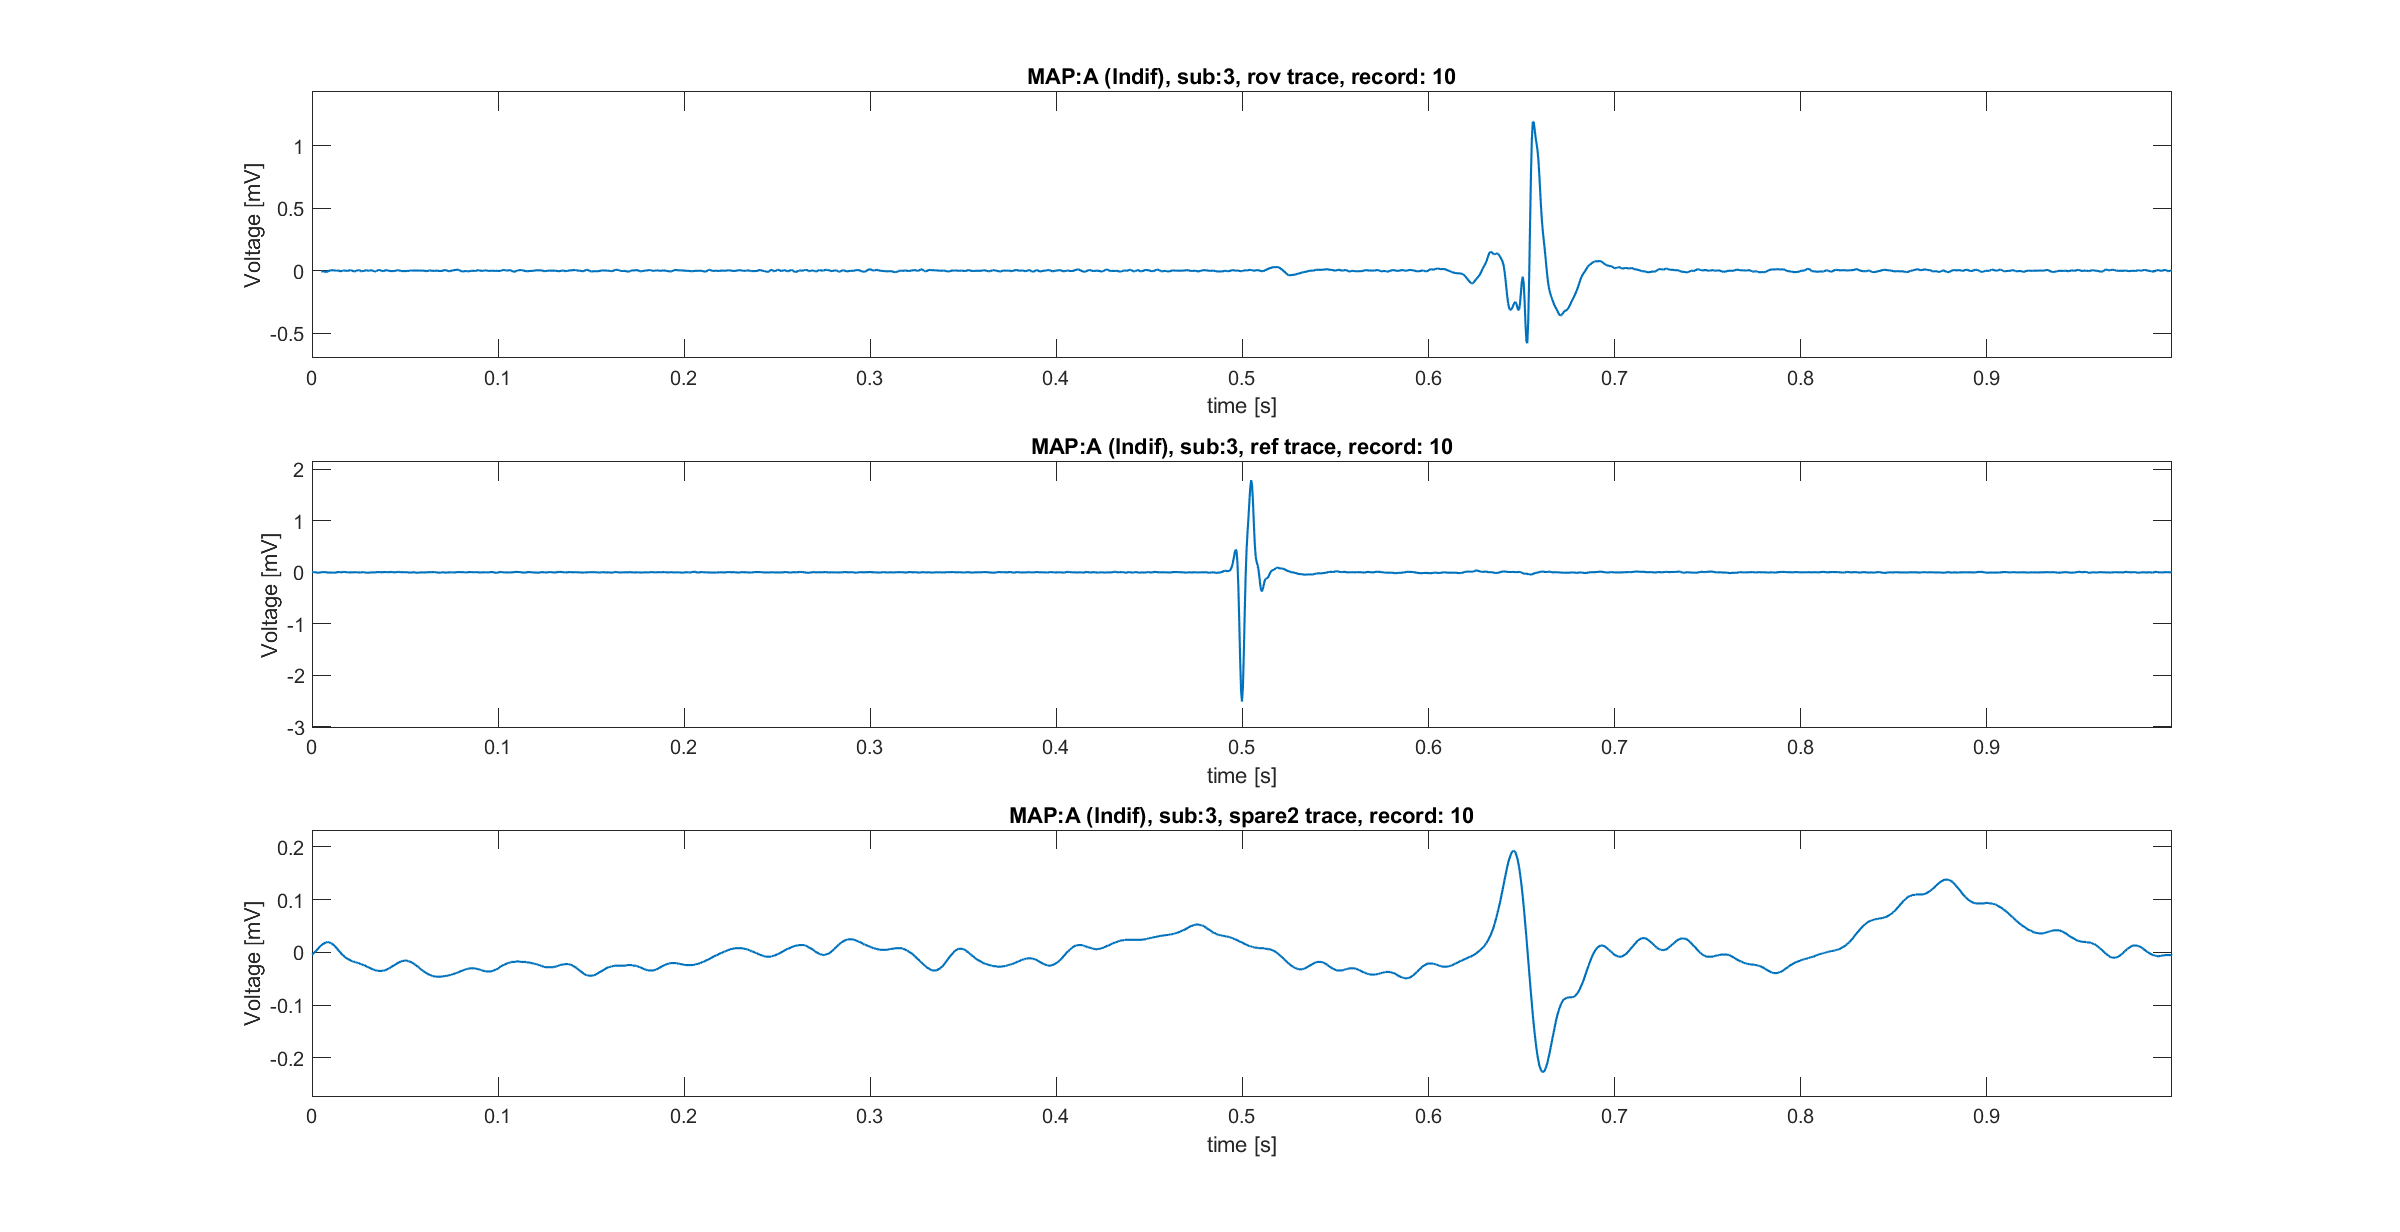 MAP:A (Indif), sub:3, rov trace, record: 10
Voltage [mV]
1
0.5
0
-0.5
0 0.1 0.2 0.3 0.4 0.5 0.6 0.7 0.8 0.9
time [s]
MAP:A (Indif), sub:3, ref trace, record: 10
Voltage [mV]
2
1
0
-1
-2
-3
0 0.1 0.2 0.3 0.4 0.5 0.6 0.7 0.8 0.9
time [s]
MAP:A (Indif), sub:3, spare2 trace, record: 10
Voltage [mV]
0.2
0.1
0
-0.1
-0.2
0 0.1 0.2 0.3 0.4 0.5 0.6 0.7 0.8 0.9
time [s]